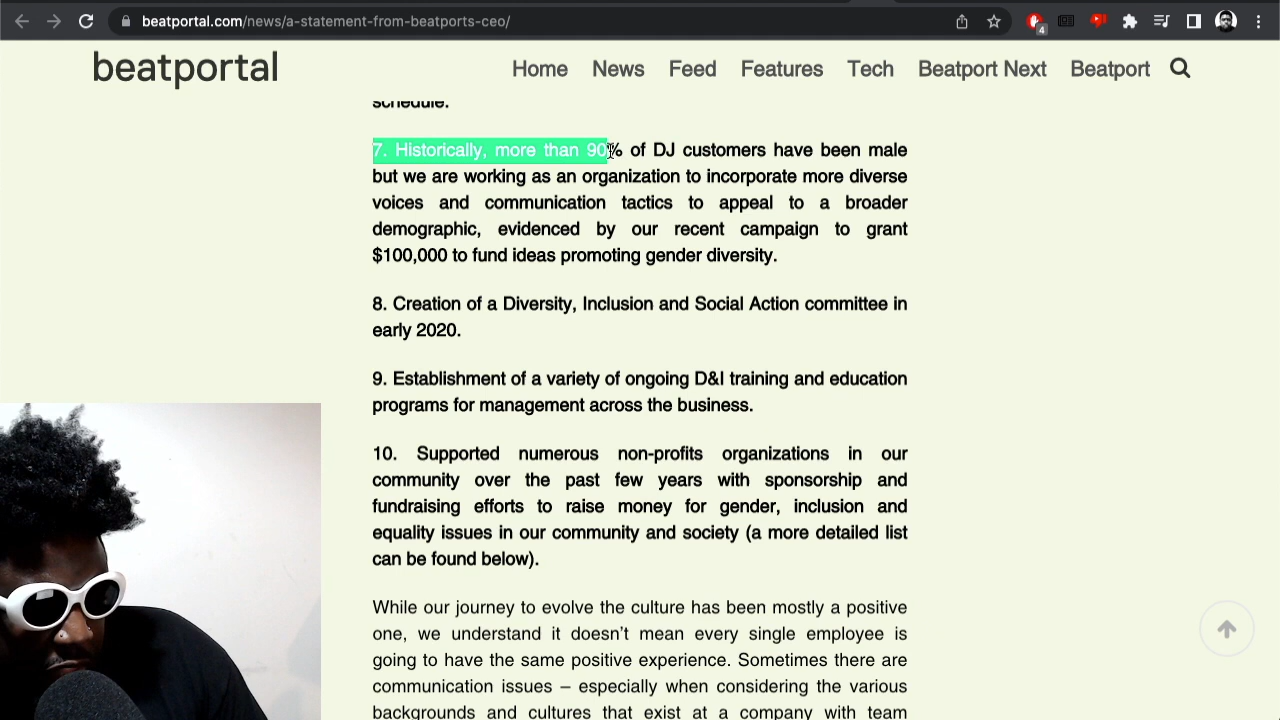 beatportal.com/news/a-statement-from-beatports-ceo/
4
beatportal
Home News Feed Features Tech Beatport Next Beatport
schedule.
7. Historically, more than 90% of DJ customers have been male
but we are working as an organization to incorporate more diverse
voices and communication tactics to appeal to a broader
demographic, evidenced by our recent campaign to grant
$100,000 to fund ideas promoting gender diversity.
8. Creation of a Diversity, Inclusion and Social Action committee in
early 2020.
9. Establishment of a variety of ongoing D&I training and education
programs for management across the business.
10. Supported numerous non-profits organizations in our
community over the past few years with sponsorship and
fundraising efforts to raise money for gender, inclusion and
equality issues in our community and society (a more detailed list
can be found below).
While our journey to evolve the culture has been mostly a positive
one, we understand it doesn’t mean every single employee is
going to have the same positive experience. Sometimes there are
communication issues – especially when considering the various
backgrounds and cultures that exist at a company with team